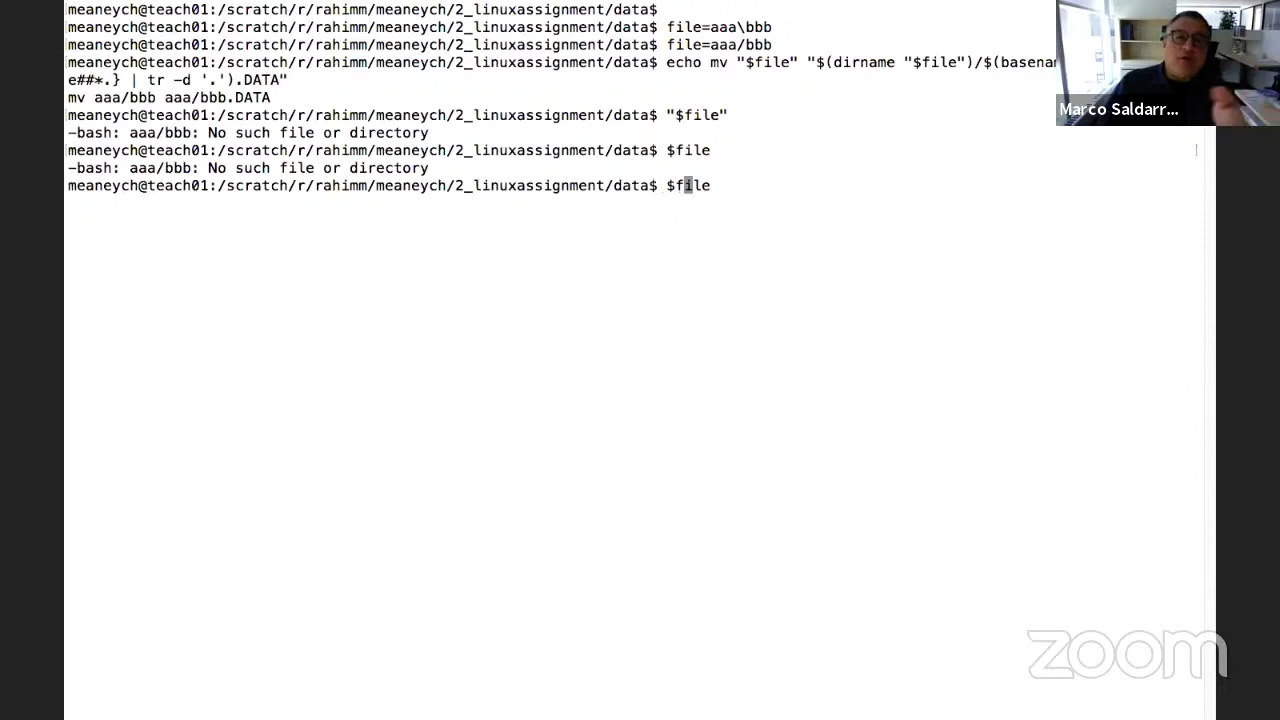 meaneych@teach01:/scratch/r/rahimm/meaneych/2_linuxassignment/data$
meaneych@teach01:/scratch/r/rahimm/meaneych/2_linuxassignment/data$ file=aaa\bbb
meaneych@teach01:/scratch/r/rahimm/meaneych/2_linuxassignment/data$ file=aaa/bbb
meaneych@teach01:/scratch/r/rahimm/meaneych/2_linuxassignment/data$ echo mv "$file" "$(dirname "$file")/$(basena
e##*.} | tr -d '.').DATA"
mv aaa/bbb aaa/bbb.DATA
meaneych@teach01:/scratch/r/rahimm/meaneych/2_linuxassignment/data$ "$file"
-bash: aaa/bbb: No such file or directory
meaneych@teach01:/scratch/r/rahimm/meaneych/2_linuxassignment/data$ $file
-bash: aaa/bbb: No such file or directory
meaneych@teach01:/scratch/r/rahimm/meaneych/2_linuxassignment/data$ $file
Marco Saldarr...
zoom